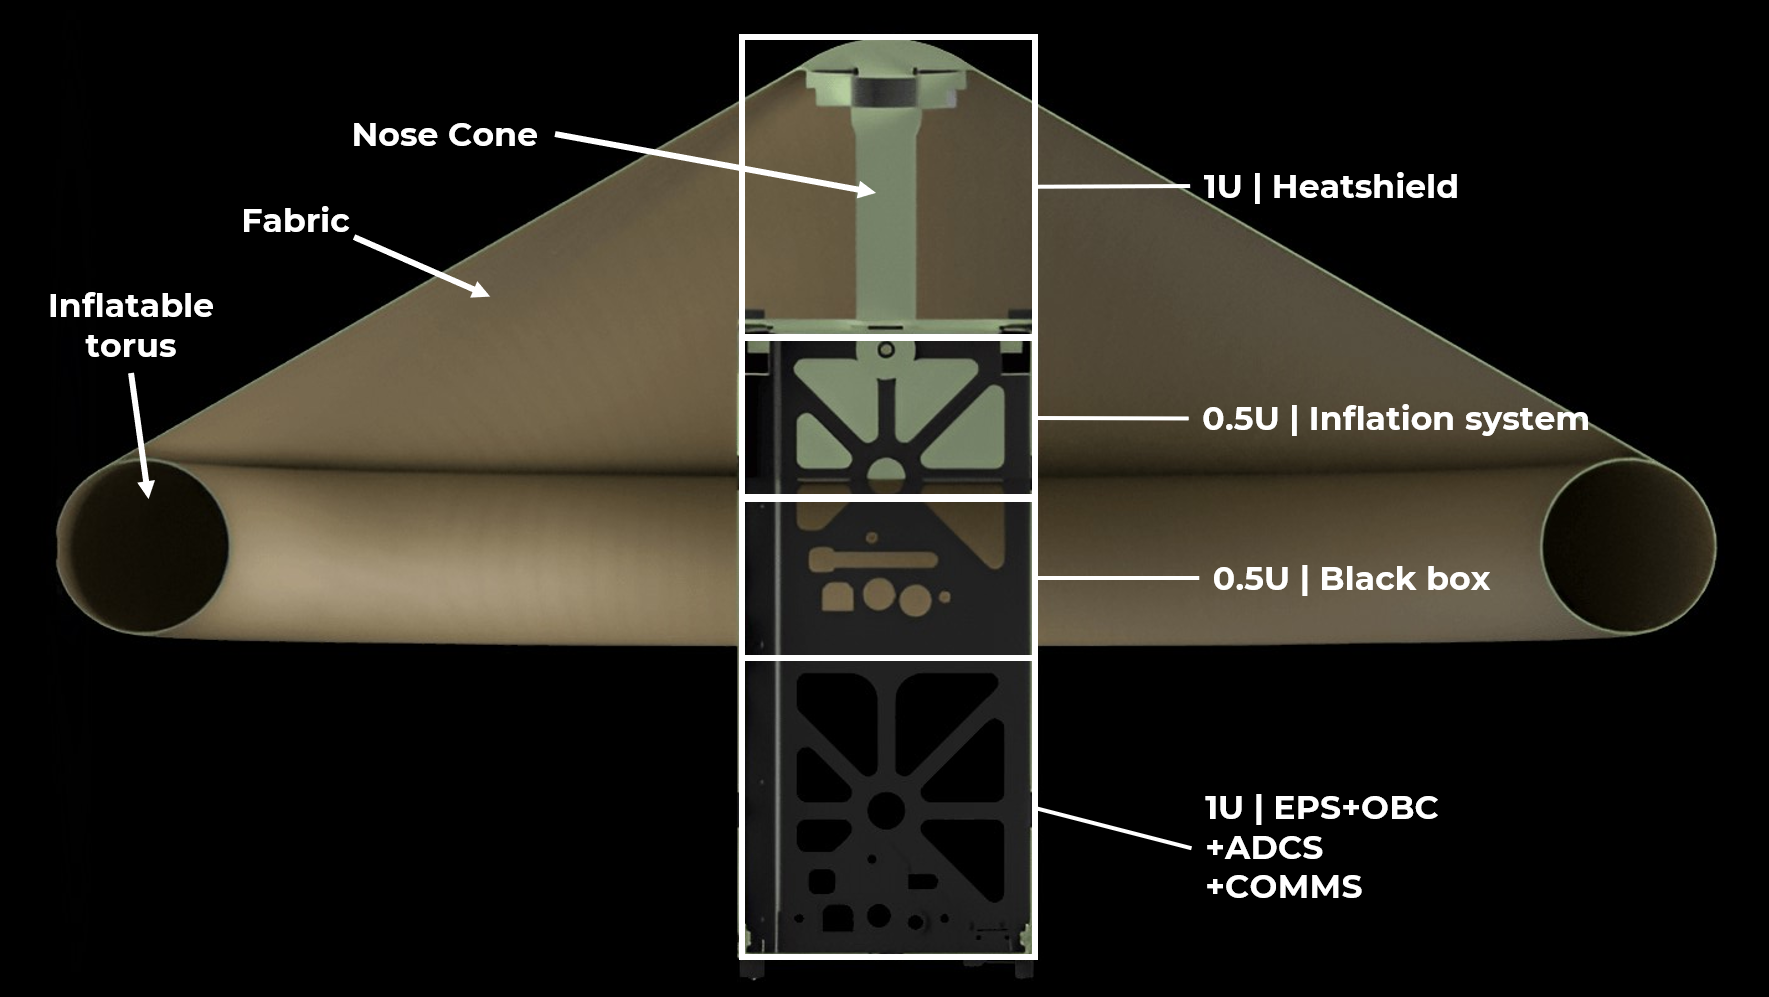 Nose Cone
Fabric
Inflatable
torus
1U | Heatshield
0.5U | Inflation system
0.5U | Black box
1U | EPS+OBC
+ADCS
+COMMS